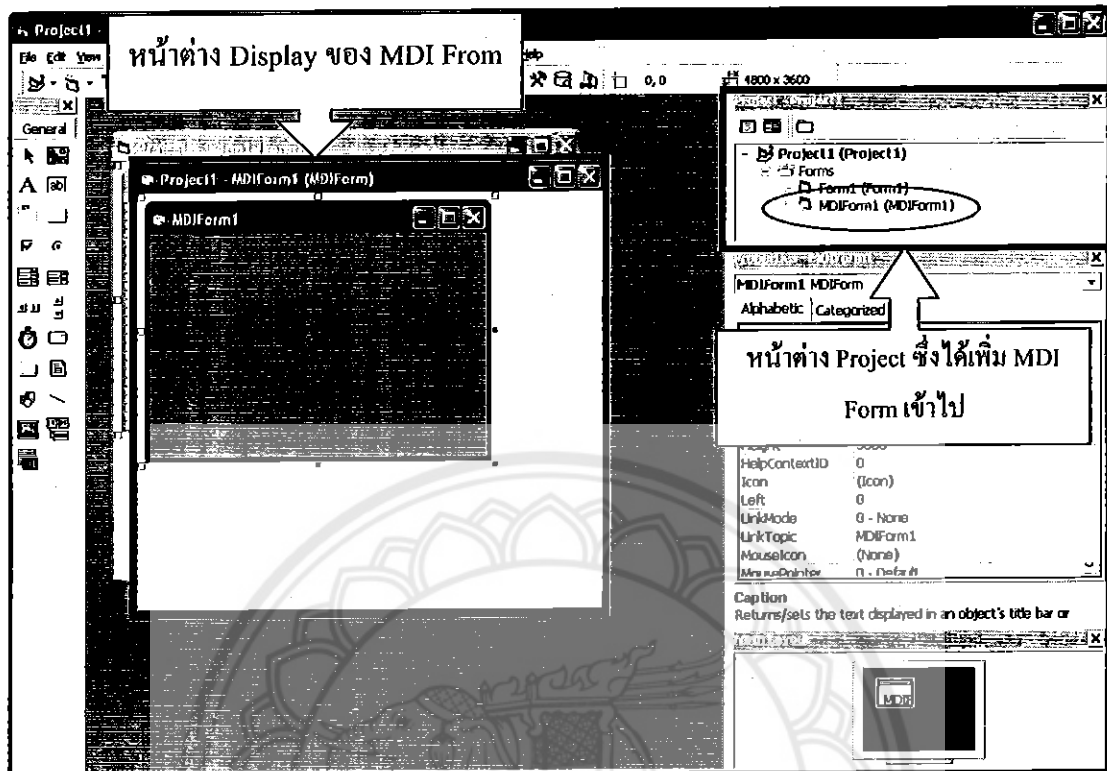 Project1 -
File Edit View
Help
0,0
4800 x 3600
หน้าต่าง Display ของ MDI From
General
Project1 - MDIForm1 (MDIForm)
MDIForm1
Project1 (Project1)
Forms
Form1 (Form1)
MDIForm1 (MDIForm1)
MDIForm1 MDIForm
Alphabetic Categorized
หน้าต่าง Project ซึ่งได้เพิ่ม MDI
Form เข้าไป
HelpContextID 0
Icon (Icon)
Left 0
LinkMode 0 - None
LinkTopic MDIForm1
MouseIcon (None)
MousePointer 0 - Default
Caption
Returns/sets the text displayed in an object's title bar or